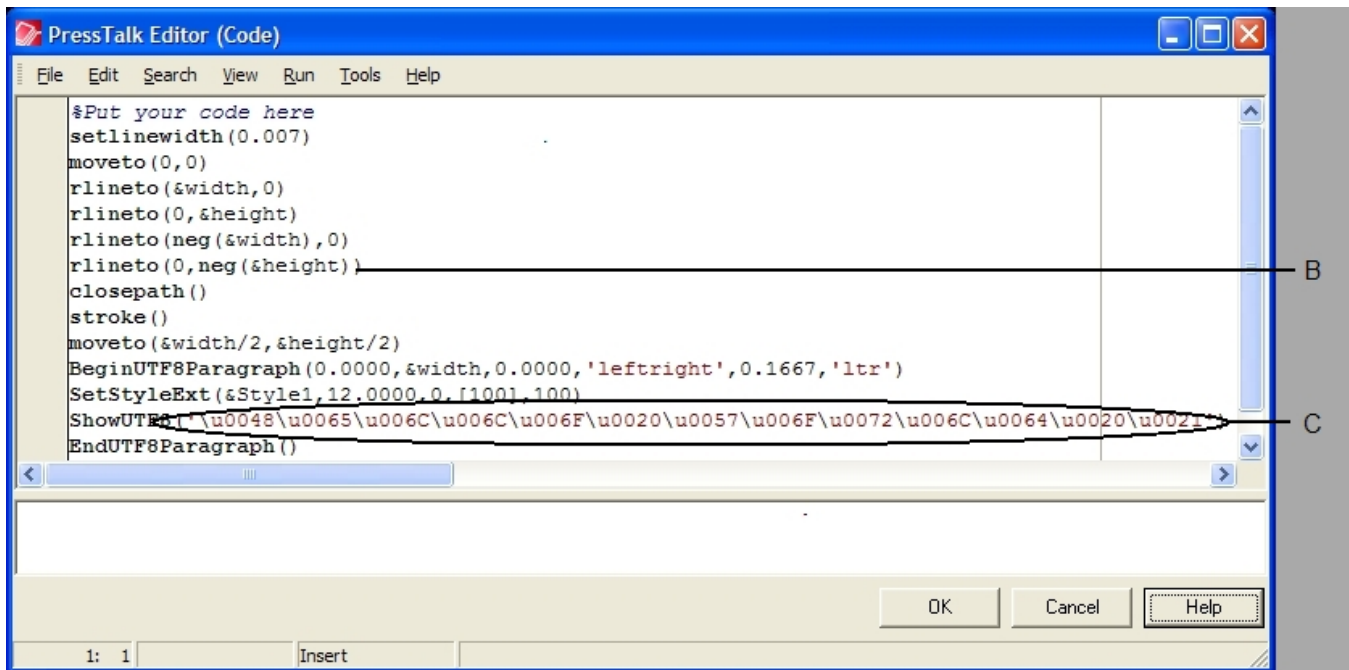 PressTalk Editor (Code)
File Edit Search View Run Tools Help
%Put your code here
setlinewidth(0.007)
moveto(0,0)
rlineto(&width,0)
rlineto(0,&height)
rlineto(neg(&width),0)
rlineto(0,neg(&height))
B
closepath()
stroke()
moveto(&width/2,&height/2)
BeginUTF8Paragraph(0.0000,&width,0.0000,'leftright',0.1667,'ltr')
SetStyleExt(&Style1,12.0000,0,[100],100)
ShowUTF8('\u0048\u0065\u006C\u006C\u006F\u0020\u0057\u006F\u0072\u006C\u0064\u0020\u0021')
C
EndUTF8Paragraph()
OK Cancel Help
1: 1 Insert